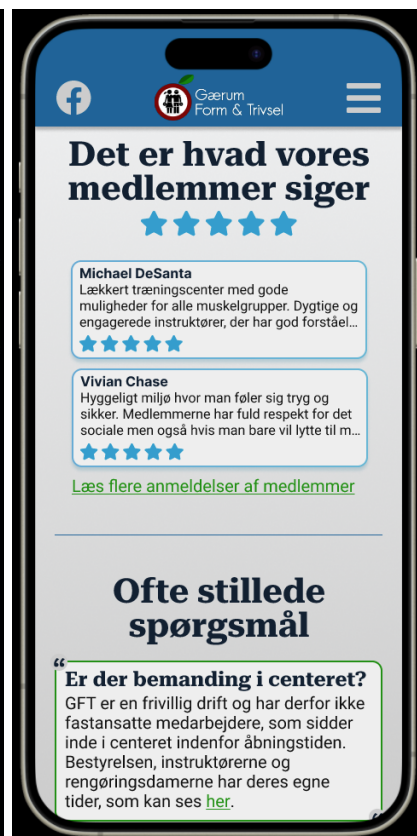 Gærum
Form & Trivsel
Det er hvad vores
medlemmer siger
Michael DeSanta
Lækkert træningscenter med gode
muligheder for alle muskelgrupper. Dygtige og
engagerede instruktører, der har god forståel...
Vivian Chase
Hyggeligt miljø hvor man føler sig tryg og
sikker. Medlemmerne har fuld respekt for det
sociale men også hvis man bare vil lytte til m...
Læs flere anmeldelser af medlemmer
Ofte stillede
spørgsmål
“
Er der bemanding i centeret?
GFT er en frivillig drift og har derfor ikke
fastansatte medarbejdere, som sidder
inde i centeret indenfor åbningstiden.
Bestyrelsen, instruktørerne og
rengøringsdamerne har deres egne
tider, som kan ses her.
“